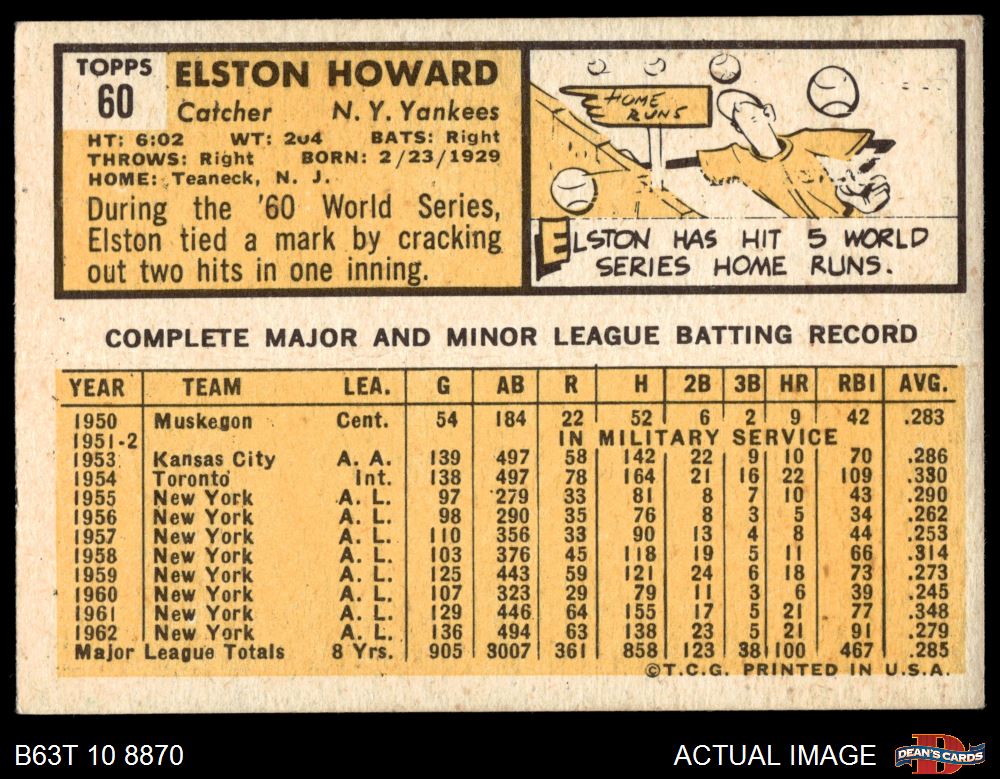 TOPPS
60
ELSTON HOWARD
Catcher N. Y. Yankees
HT: 6:02 WT: 204 BATS: Right
THROWS: Right BORN: 2/23/1929
HOME: Teaneck, N. J.
During the '60 World Series,
Elston tied a mark by cracking
out two hits in one inning.
HOME
RUNS
ELSTON HAS HIT 5 WORLD
SERIES HOME RUNS.
COMPLETE MAJOR AND MINOR LEAGUE BATTING RECORD
YEAR TEAM LEA. G AB R H 2B 3B HR RBI AVG.
1950 Muskegon Cent. 54 184 22 52 6 2 9 42 .283
1951-2 IN MILITARY SERVICE
1953 Kansas City A. A. 139 497 58 142 22 9 10 70 .286
1954 Toronto Int. 138 497 78 164 21 16 22 109 .330
1955 New York A. L. 97 279 33 81 8 7 10 43 .290
1956 New York A. L. 98 290 35 76 8 3 5 34 .262
1957 New York A. L. 110 356 33 90 13 4 8 44 .253
1958 New York A. L. 103 376 45 118 19 5 11 66 .314
1959 New York A. L. 125 443 59 121 24 6 18 73 .273
1960 New York A. L. 107 323 29 79 11 3 6 39 .245
1961 New York A. L. 129 446 64 155 17 5 21 77 .348
1962 New York A. L. 136 494 63 138 23 5 21 91 .279
Major League Totals 8 Yrs. 905 3007 361 858 123 38 100 467 .285
©T.C.G. PRINTED IN U.S.A.
B63T 10 8870 ACTUAL IMAGE
DEAN'S CARDS